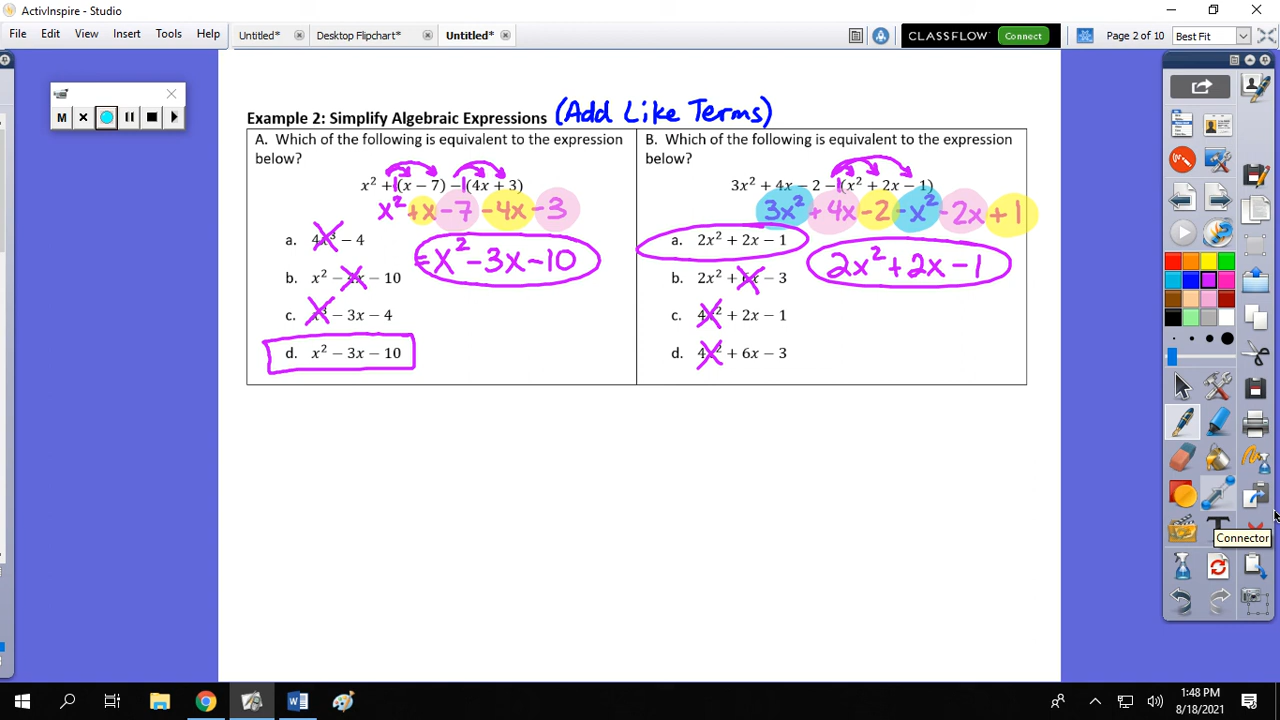 ActivInspire - Studio
File Edit View Insert Tools Help
Untitled* Desktop Flipchart* Untitled*
CLASSFLOW Connect
Page 2 of 10 Best Fit
M
Example 2: Simplify Algebraic Expressions (Add Like Terms)
A. Which of the following is equivalent to the expression
below?
x² + 1(x − 7) − 1(4x + 3)
x² + x − 7 − 4x − 3
= x² − 3x − 10
a. 4x³ − 4
b. x² − 4x − 10
c. x³ − 3x − 4
d. x² − 3x − 10
B. Which of the following is equivalent to the expression
below?
3x² + 4x − 2 − 1(x² + 2x − 1)
3x² + 4x − 2 − x² − 2x + 1
2x² + 2x − 1
a. 2x² + 2x − 1
b. 2x² + 6x − 3
c. 4x² + 2x − 1
d. 4x² + 6x − 3
T
Connector
1:48 PM
8/18/2021